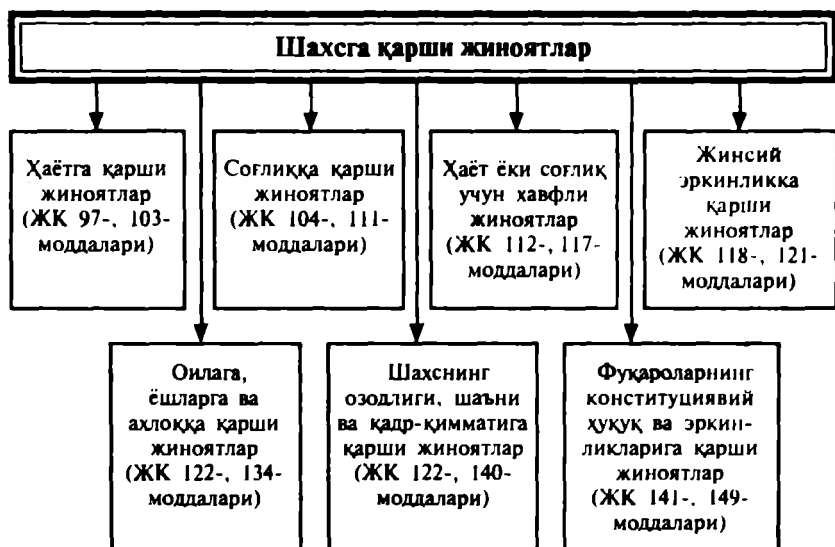 Шахсга қарши жиноятлар
Ҳаётга қарши
жиноятлар
(ЖК 97-, 103-
моддалари)
Соғлиққа қарши
жиноятлар
(ЖК 104-, 111-
моддалари)
Ҳаёт ёки соғлиқ
учун хавфли
жиноятлар
(ЖК 112-, 117-
моддалари)
Жинсий
эркинликка
қарши
жиноятлар
(ЖК 118-, 121-
моддалари)
Оилага,
ёшларга ва
ахлоққа қарши
жиноятлар
(ЖК 122-, 134-
моддалари)
Шахснинг
озодлиги, шаъни
ва қадр-қимматига
қарши жиноятлар
(ЖК 122-, 140-
моддалари)
Фуқароларнинг
конституциявий
ҳуқуқ ва эркин-
ликларига қарши
жиноятлар
(ЖК 141-, 149-
моддалари)